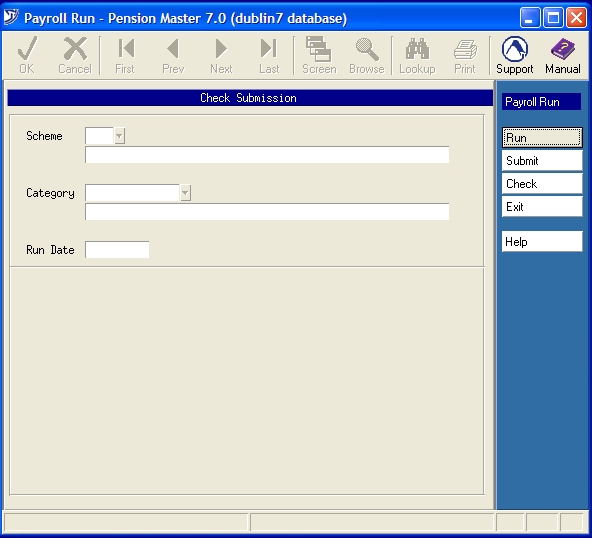 Payroll Run - Pension Master 7.0 (dublin7 database)
OK Cancel First Prev Next Last Screen Browse Lookup Print Support Manual
Check Submission
Scheme
Category
Run Date
Payroll Run
Run
Submit
Check
Exit
Help